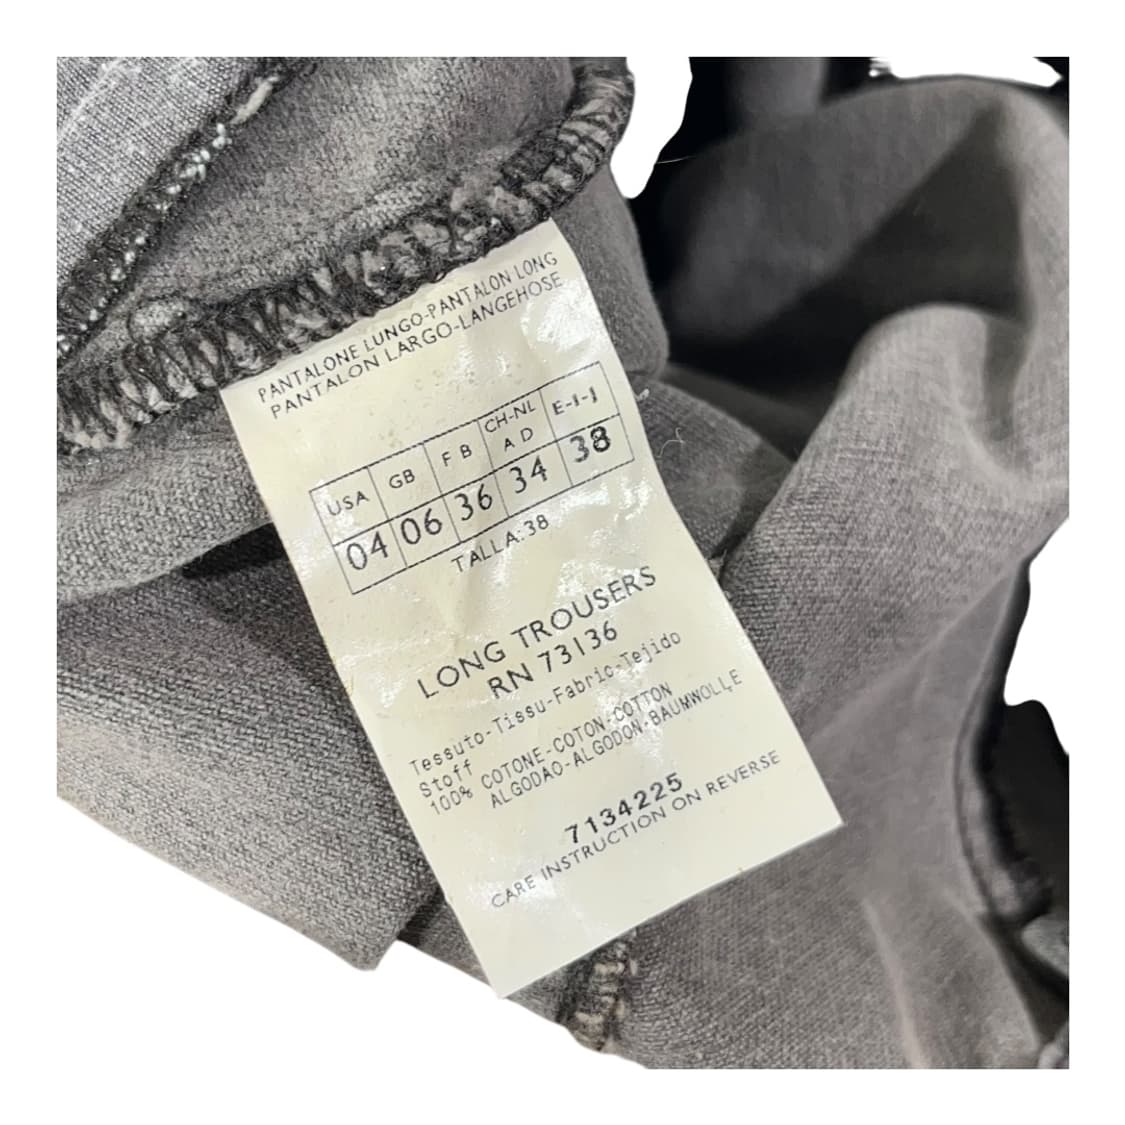 PANTALONE LUNGO-PANTALON LONG
PANTALON LARGO-LANGEHOSE
USA GB F B CH-NL A D E-I-J
04 06 36 34 38
TALLA:38
LONG TROUSERS
RN 73136
Tessuto-Tissu-Fabric-Tejido
Stoff
100% COTONE-COTON-COTTON
ALGODAO-ALGODON-BAUMWOLLE
7134225
CARE INSTRUCTION ON REVERSE